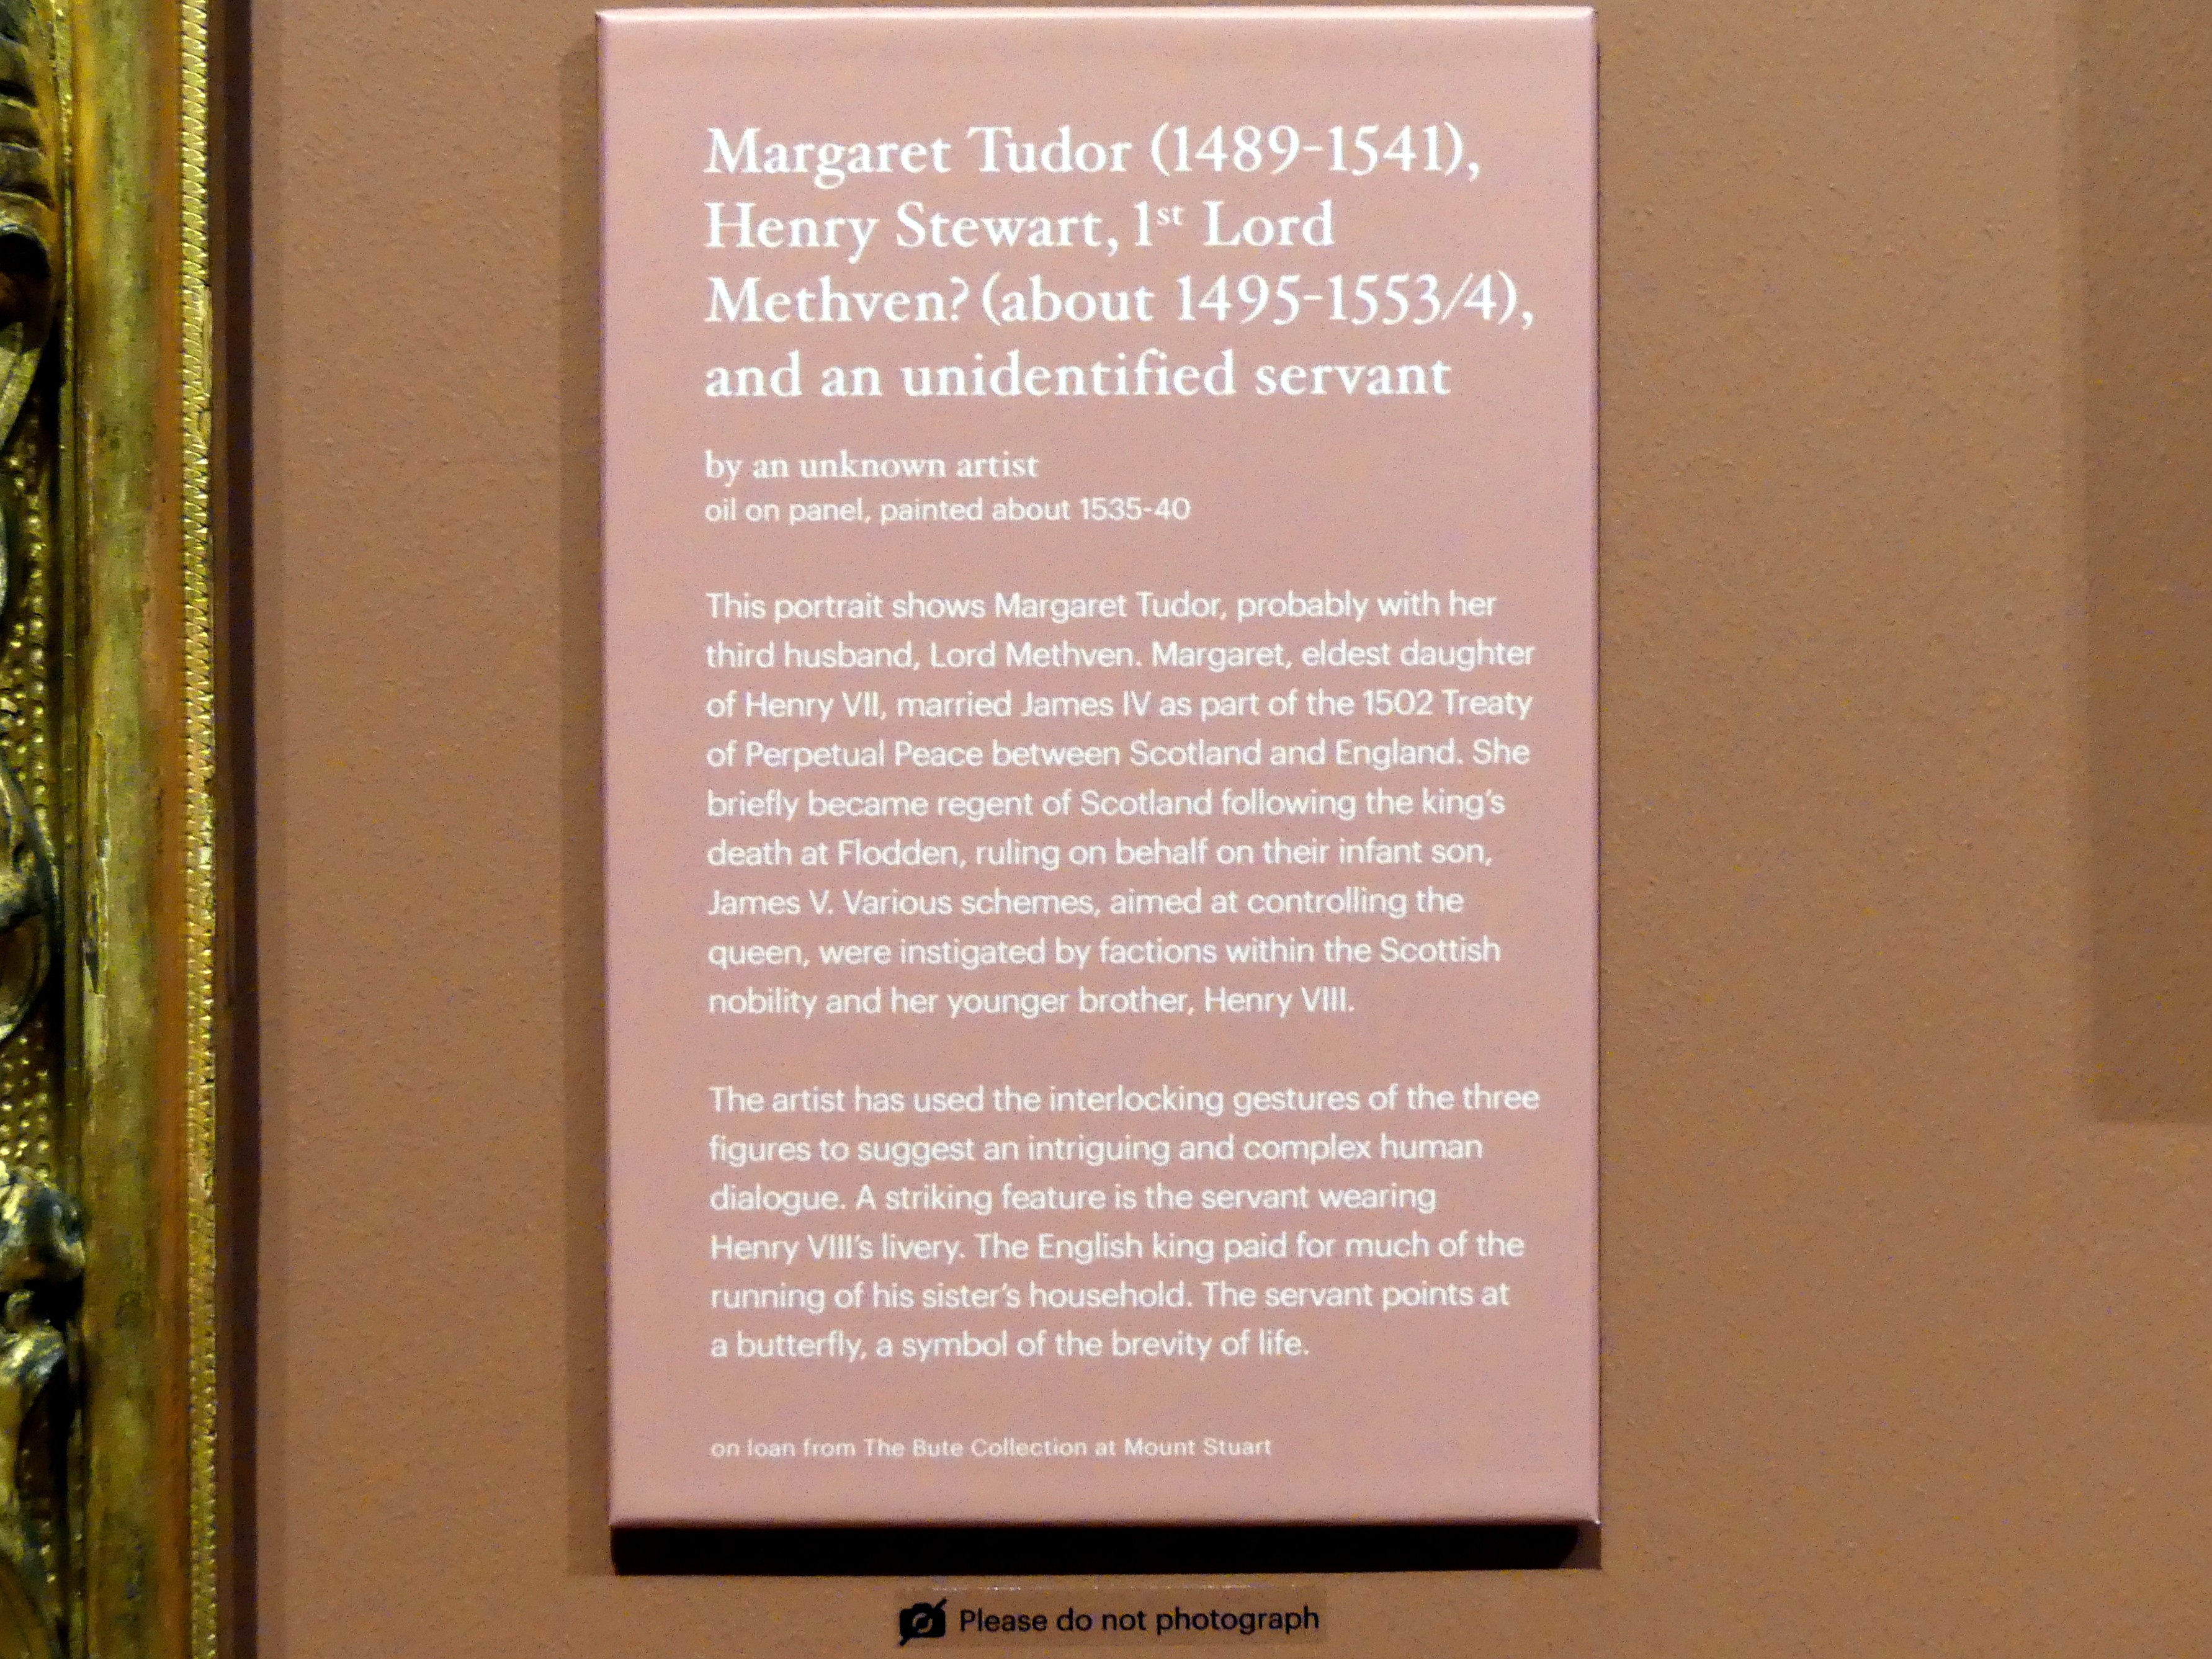 Margaret Tudor (1489-1541),
Henry Stewart, 1st Lord
Methven? (about 1495-1553/4),
and an unidentified servant
by an unknown artist
oil on panel, painted about 1535-40
This portrait shows Margaret Tudor, probably with her
third husband, Lord Methven. Margaret, eldest daughter
of Henry VII, married James IV as part of the 1502 Treaty
of Perpetual Peace between Scotland and England. She
briefly became regent of Scotland following the king's
death at Flodden, ruling on behalf on their infant son,
James V. Various schemes, aimed at controlling the
queen, were instigated by factions within the Scottish
nobility and her younger brother, Henry VIII.
The artist has used the interlocking gestures of the three
figures to suggest an intriguing and complex human
dialogue. A striking feature is the servant wearing
Henry VIII's livery. The English king paid for much of the
running of his sister's household. The servant points at
a butterfly, a symbol of the brevity of life.
on loan from The Bute Collection at Mount Stuart
Please do not photograph